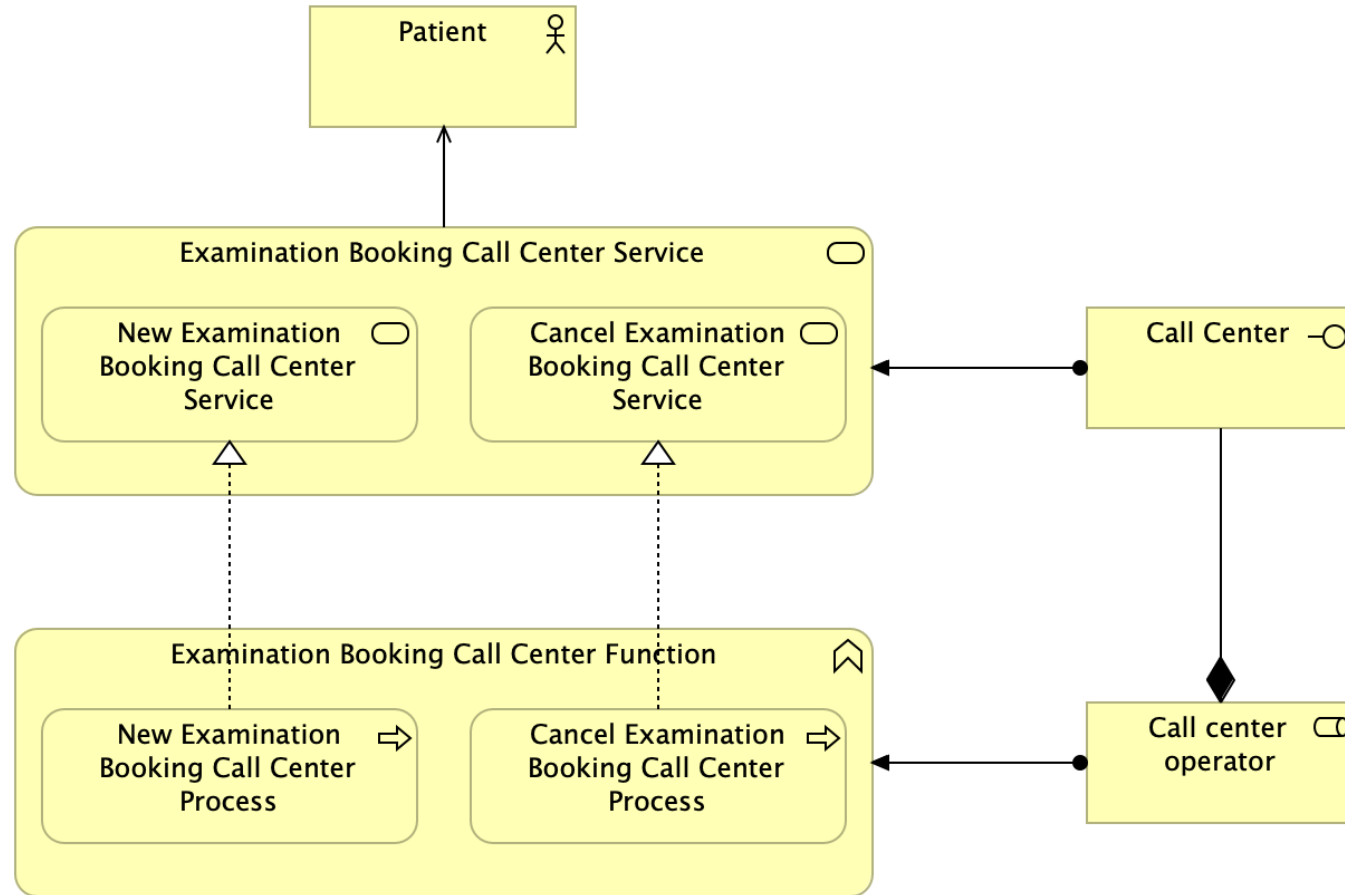 Patient
Examination Booking Call Center Service
New Examination
Booking Call Center
Service
Cancel Examination
Booking Call Center
Service
Call Center
Examination Booking Call Center Function
New Examination
Booking Call Center
Process
Cancel Examination
Booking Call Center
Process
Call center
operator